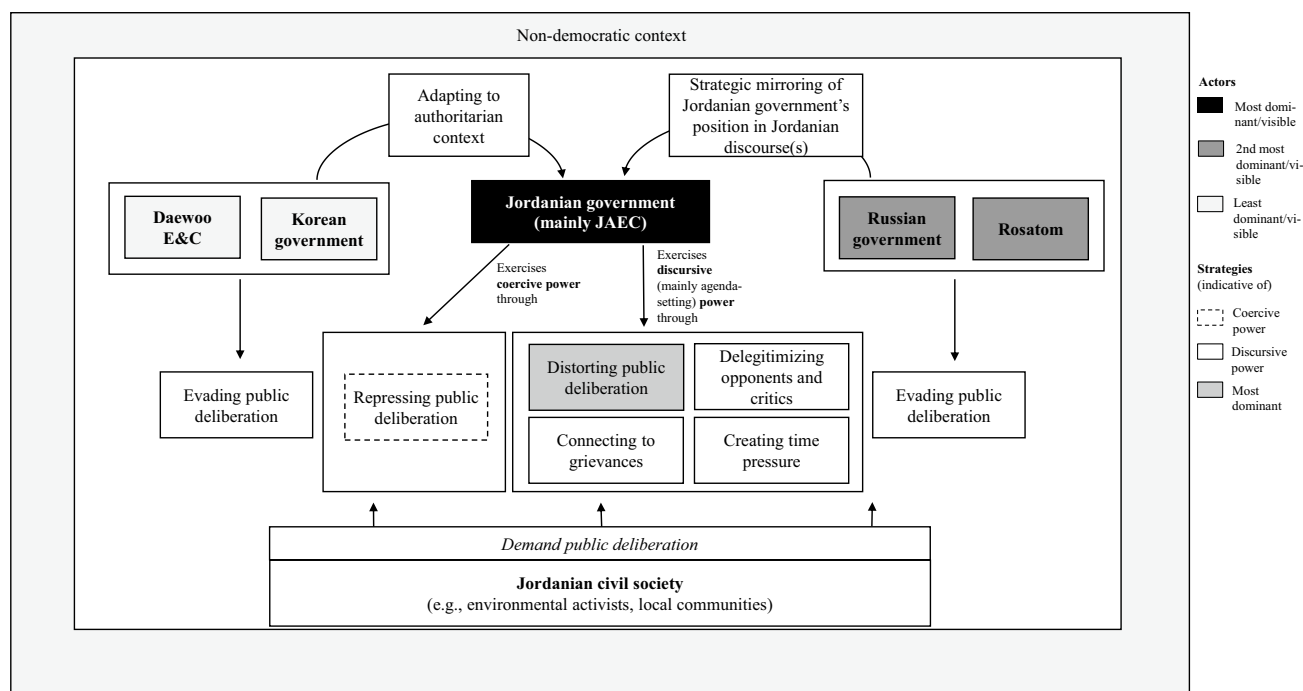 Non-democratic context
Adapting to
authoritarian
context
Strategic mirroring of
Jordanian government’s
position in Jordanian
discourse(s)
Daewoo
E&C
Korean
government
Jordanian government
(mainly JAEC)
Russian
government
Rosatom
Exercises
coercive power
through
Exercises
discursive
(mainly agenda-
setting) power
through
Evading public
deliberation
Repressing public
deliberation
Distorting public
deliberation
Delegitimizing
opponents and
critics
Connecting to
grievances
Creating time
pressure
Evading public
deliberation
Demand public deliberation
Jordanian civil society
(e.g., environmental activists, local communities)
Actors
Most domi-
nant/visible
2nd most
dominant/vi-
sible
Least
dominant/vi-
sible
Strategies
(indicative of)
Coercive
power
Discursive
power
Most
dominant